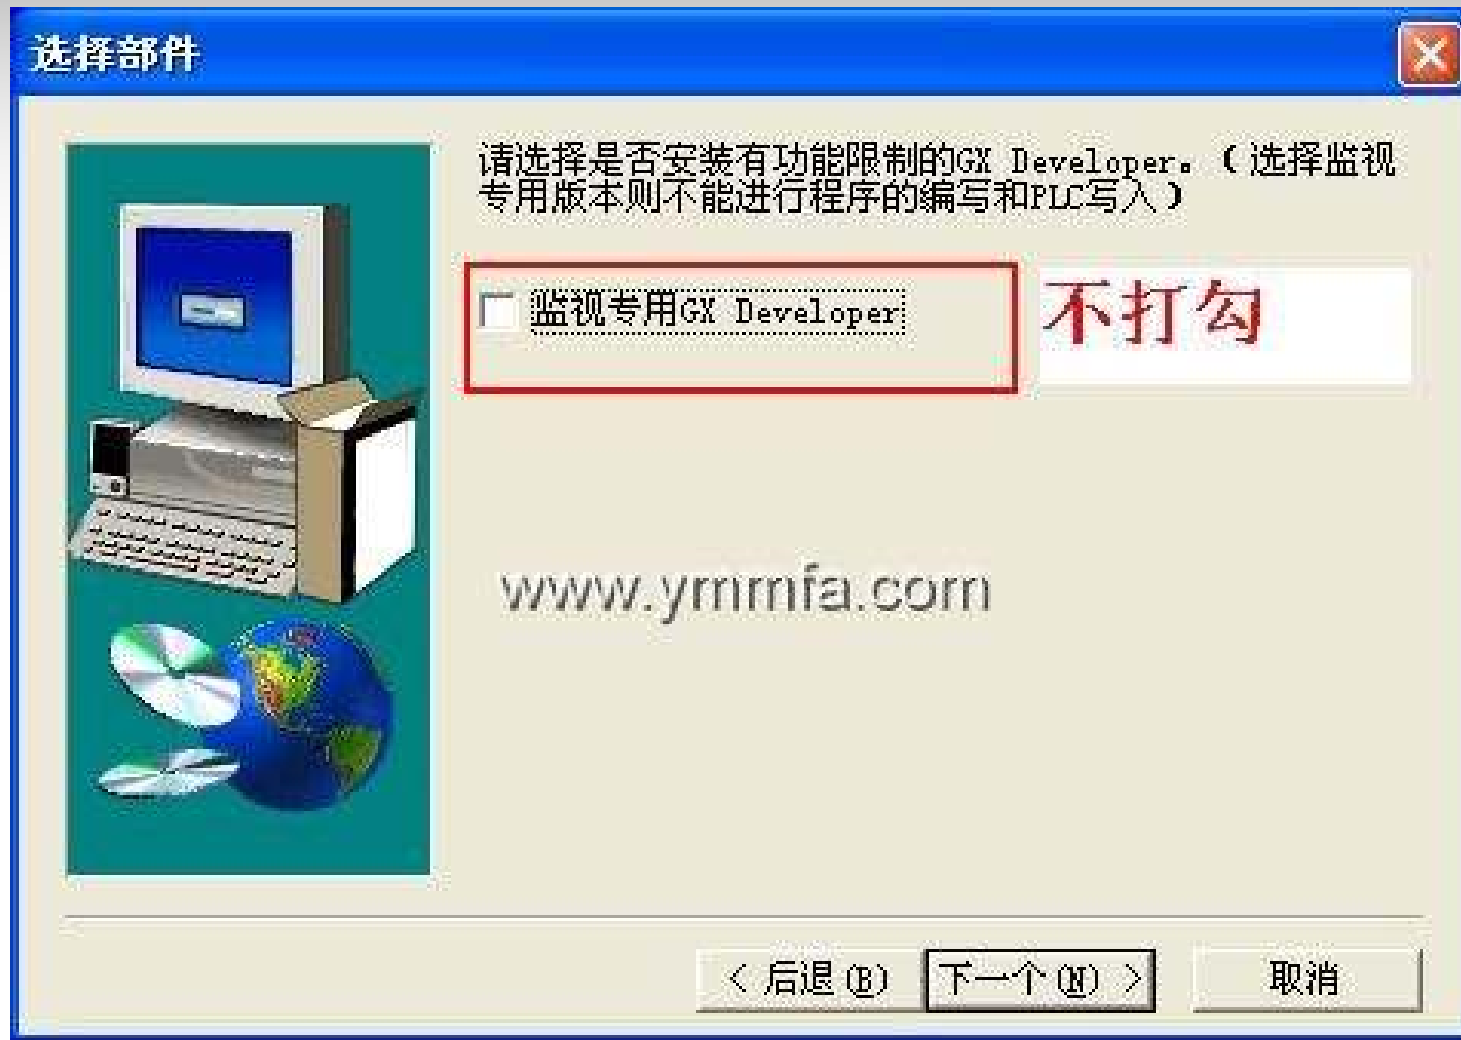 选择部件
请选择是否安装有功能限制的GX Developer。(选择监视
专用版本则不能进行程序的编写和PLC写入)
监视专用GX Developer
不打勾
www.ymmfa.com
< 后退(B)
下一个(N) >
取消